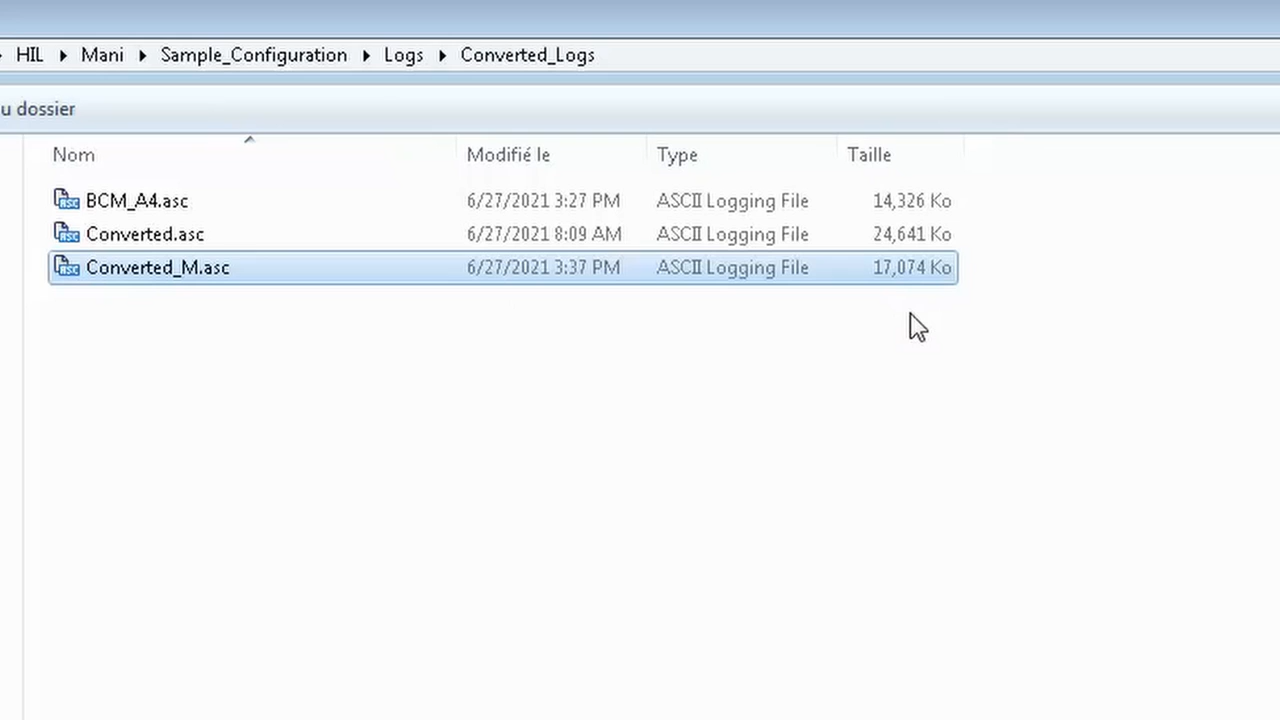 HIL Mani Sample_Configuration Logs Converted_Logs
u dossier
Nom Modifié le Type Taille
BCM_A4.asc 6/27/2021 3:27 PM ASCII Logging File 14,326 Ko
Converted.asc 6/27/2021 8:09 AM ASCII Logging File 24,641 Ko
Converted_M.asc 6/27/2021 3:37 PM ASCII Logging File 17,074 Ko